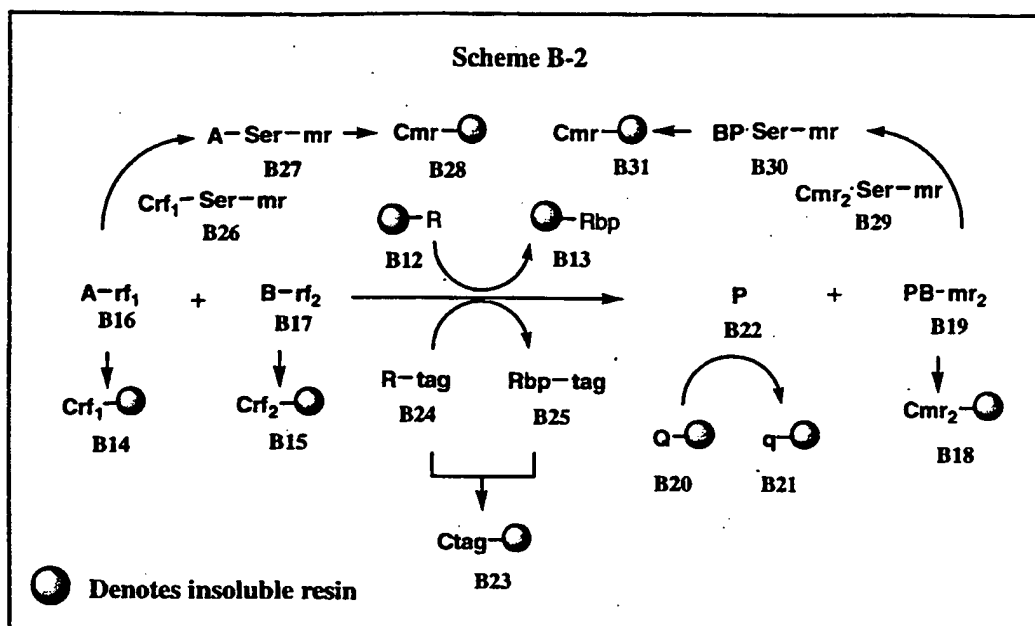 Scheme B-2
A–Ser–mr → Cmr– Cmr– ← BP·Ser–mr
B27 B28 B31 B30
Crf₁–Ser–mr Cmr₂·Ser–mr
B26 B29
–R –Rbp
B12 B13
A–rf₁ + B–rf₂ → P + PB–mr₂
B16 B17 B22 B19
R–tag Rbp–tag
B24 B25
Crf₁– Crf₂– Q– q– Cmr₂–
B14 B15 B20 B21 B18
Ctag–
B23
Denotes insoluble resin